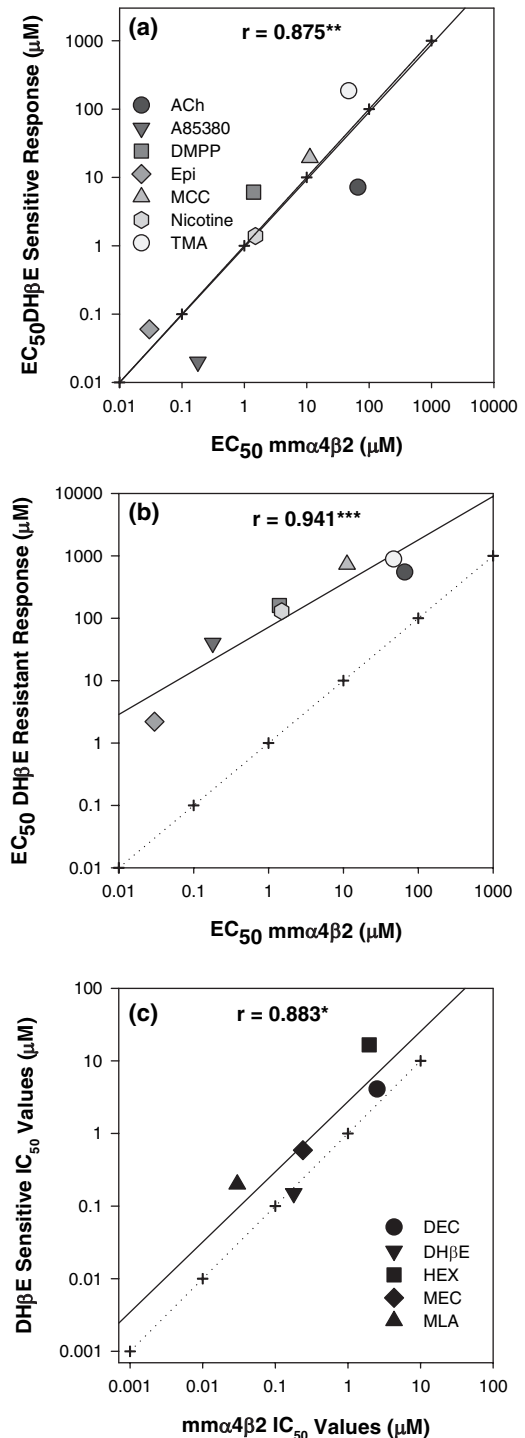 (a)
r = 0.875**
EC50DHβE Sensitive Response (μM)
1000
100
10
1
0.1
0.01
ACh
A85380
DMPP
Epi
MCC
Nicotine
TMA
0.01 0.1 1 10 100 1000 10000
EC50 mmα4β2 (μM)
(b)
r = 0.941***
EC50 DHβE Resistant Response (μM)
10000
1000
100
10
1
0.1
0.01
0.01 0.1 1 10 100 1000
EC50 mmα4β2 (μM)
(c)
r = 0.883*
DHβE Sensitive IC50 Values (μM)
100
10
1
0.1
0.01
0.001
DEC
DHβE
HEX
MEC
MLA
0.001 0.01 0.1 1 10 100
mmα4β2 IC50 Values (μM)